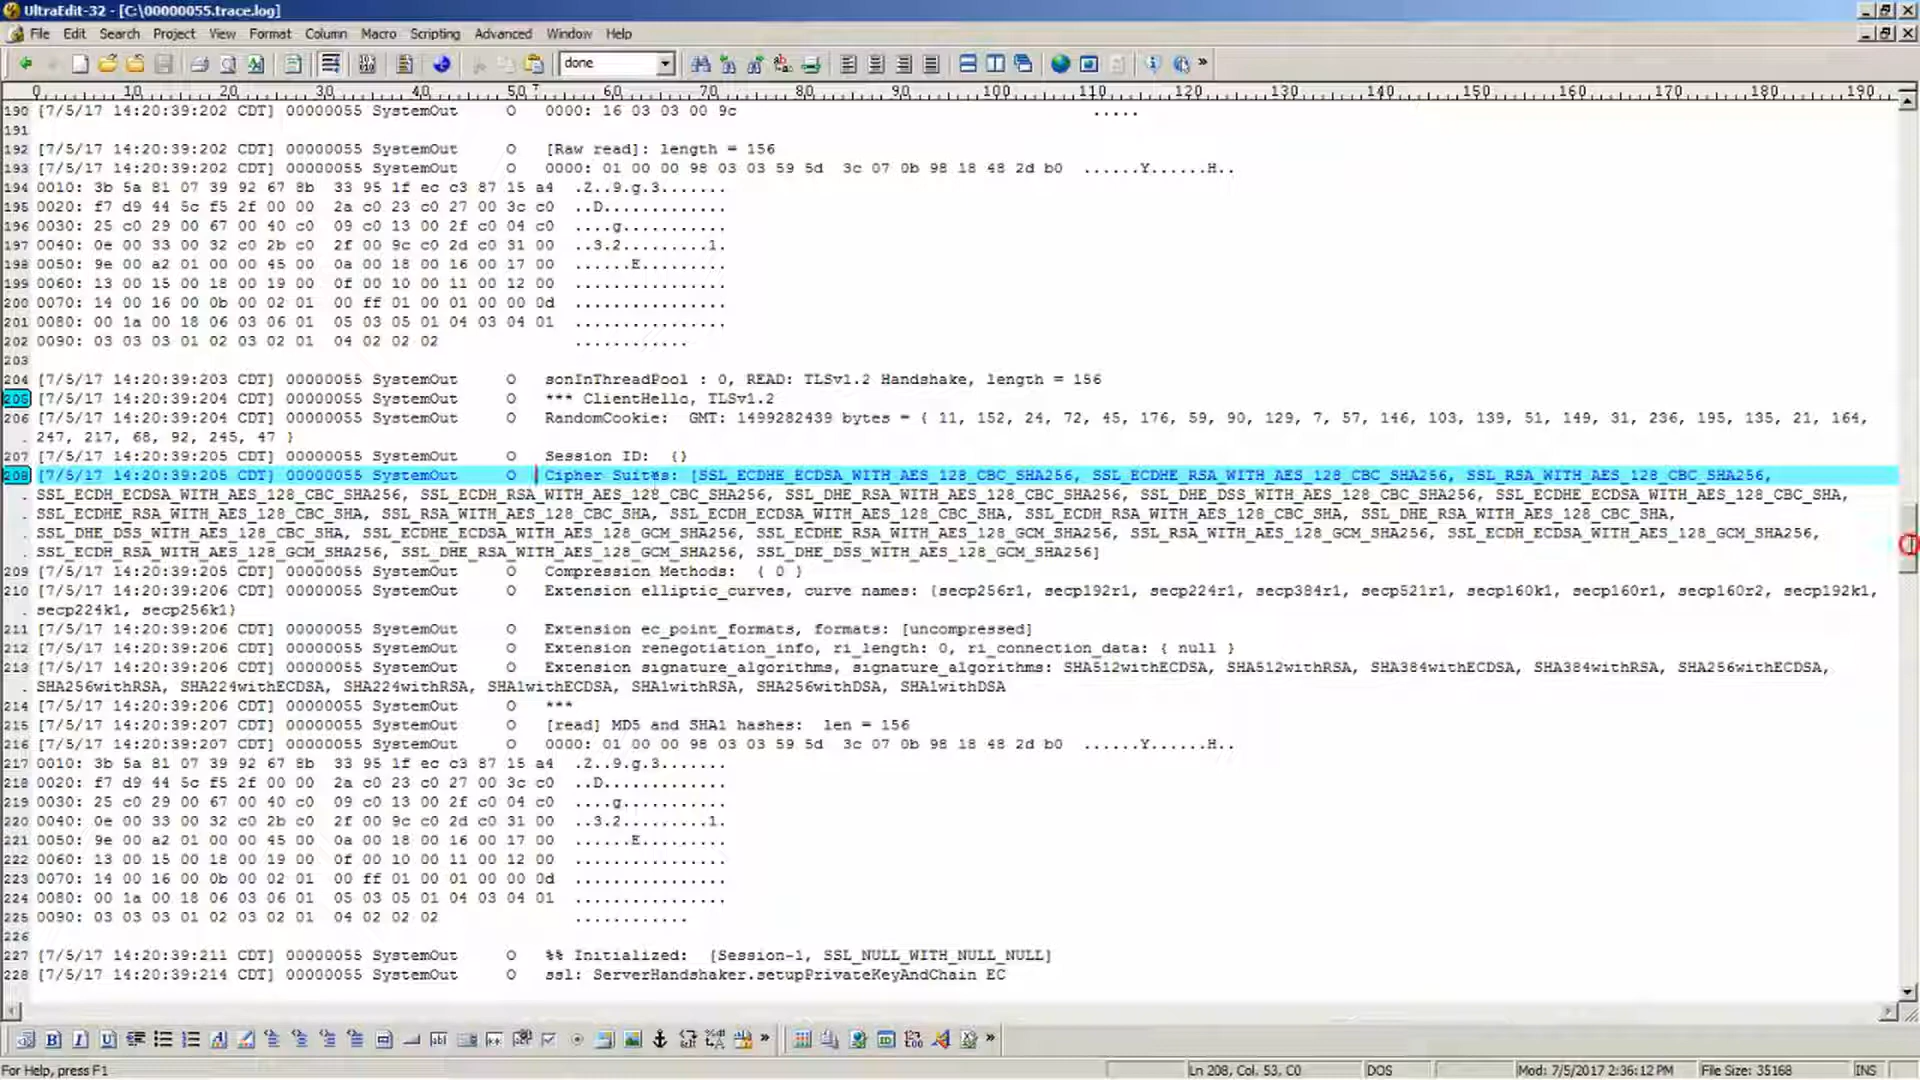 UltraEdit-32 - [C:\00000055.trace.log]
File Edit Search Project View Format Column Macro Scripting Advanced Window Help
done
0 10 20 30 40 50 60 70 80 90 100 110 120 130 140 150 160 170 180 190
190 [7/5/17 14:20:39:202 CDT] 00000055 SystemOut O 0000: 16 03 03 00 9c .....
191
192 [7/5/17 14:20:39:202 CDT] 00000055 SystemOut O [Raw read]: length = 156
193 [7/5/17 14:20:39:202 CDT] 00000055 SystemOut O 0000: 01 00 00 98 03 03 59 5d 3c 07 0b 98 18 48 2d b0 ......Y......H..
194 0010: 3b 5a 81 07 39 92 67 8b 33 95 1f ec c3 87 15 a4 .Z..9.g.3.......
195 0020: f7 d9 44 5c f5 2f 00 00 2a c0 23 c0 27 00 3c c0 ..D.............
196 0030: 25 c0 29 00 67 00 40 c0 09 c0 13 00 2f c0 04 c0 ....g...........
197 0040: 0e 00 33 00 32 c0 2b c0 2f 00 9c c0 2d c0 31 00 ..3.2.........1.
198 0050: 9e 00 a2 01 00 00 45 00 0a 00 18 00 16 00 17 00 ......E.........
199 0060: 13 00 15 00 18 00 19 00 0f 00 10 00 11 00 12 00 ................
200 0070: 14 00 16 00 0b 00 02 01 00 ff 01 00 01 00 00 0d ................
201 0080: 00 1a 00 18 06 03 06 01 05 03 05 01 04 03 04 01 ................
202 0090: 03 03 03 01 02 03 02 01 04 02 02 02 ............
203
204 [7/5/17 14:20:39:203 CDT] 00000055 SystemOut O sonInThreadPool : 0, READ: TLSv1.2 Handshake, length = 156
205 [7/5/17 14:20:39:204 CDT] 00000055 SystemOut O *** ClientHello, TLSv1.2
206 [7/5/17 14:20:39:204 CDT] 00000055 SystemOut O RandomCookie: GMT: 1499282439 bytes = { 11, 152, 24, 72, 45, 176, 59, 90, 129, 7, 57, 146, 103, 139, 51, 149, 31, 236, 195, 135, 21, 164,
. 247, 217, 68, 92, 245, 47 }
207 [7/5/17 14:20:39:205 CDT] 00000055 SystemOut O Session ID: {}
208 [7/5/17 14:20:39:205 CDT] 00000055 SystemOut O Cipher Suites: [SSL_ECDHE_ECDSA_WITH_AES_128_CBC_SHA256, SSL_ECDHE_RSA_WITH_AES_128_CBC_SHA256, SSL_RSA_WITH_AES_128_CBC_SHA256,
. SSL_ECDH_ECDSA_WITH_AES_128_CBC_SHA256, SSL_ECDH_RSA_WITH_AES_128_CBC_SHA256, SSL_DHE_RSA_WITH_AES_128_CBC_SHA256, SSL_DHE_DSS_WITH_AES_128_CBC_SHA256, SSL_ECDHE_ECDSA_WITH_AES_128_CBC_SHA,
. SSL_ECDHE_RSA_WITH_AES_128_CBC_SHA, SSL_RSA_WITH_AES_128_CBC_SHA, SSL_ECDH_ECDSA_WITH_AES_128_CBC_SHA, SSL_ECDH_RSA_WITH_AES_128_CBC_SHA, SSL_DHE_RSA_WITH_AES_128_CBC_SHA,
. SSL_DHE_DSS_WITH_AES_128_CBC_SHA, SSL_ECDHE_ECDSA_WITH_AES_128_GCM_SHA256, SSL_ECDHE_RSA_WITH_AES_128_GCM_SHA256, SSL_RSA_WITH_AES_128_GCM_SHA256, SSL_ECDH_ECDSA_WITH_AES_128_GCM_SHA256,
. SSL_ECDH_RSA_WITH_AES_128_GCM_SHA256, SSL_DHE_RSA_WITH_AES_128_GCM_SHA256, SSL_DHE_DSS_WITH_AES_128_GCM_SHA256]
209 [7/5/17 14:20:39:205 CDT] 00000055 SystemOut O Compression Methods: { 0 }
210 [7/5/17 14:20:39:206 CDT] 00000055 SystemOut O Extension elliptic_curves, curve names: {secp256r1, secp192r1, secp224r1, secp384r1, secp521r1, secp160k1, secp160r1, secp160r2, secp192k1,
. secp224k1, secp256k1}
211 [7/5/17 14:20:39:206 CDT] 00000055 SystemOut O Extension ec_point_formats, formats: [uncompressed]
212 [7/5/17 14:20:39:206 CDT] 00000055 SystemOut O Extension renegotiation_info, ri_length: 0, ri_connection_data: { null }
213 [7/5/17 14:20:39:206 CDT] 00000055 SystemOut O Extension signature_algorithms, signature_algorithms: SHA512withECDSA, SHA512withRSA, SHA384withECDSA, SHA384withRSA, SHA256withECDSA,
. SHA256withRSA, SHA224withECDSA, SHA224withRSA, SHA1withECDSA, SHA1withRSA, SHA256withDSA, SHA1withDSA
214 [7/5/17 14:20:39:206 CDT] 00000055 SystemOut O ***
215 [7/5/17 14:20:39:207 CDT] 00000055 SystemOut O [read] MD5 and SHA1 hashes: len = 156
216 [7/5/17 14:20:39:207 CDT] 00000055 SystemOut O 0000: 01 00 00 98 03 03 59 5d 3c 07 0b 98 18 48 2d b0 ......Y......H..
217 0010: 3b 5a 81 07 39 92 67 8b 33 95 1f ec c3 87 15 a4 .Z..9.g.3.......
218 0020: f7 d9 44 5c f5 2f 00 00 2a c0 23 c0 27 00 3c c0 ..D.............
219 0030: 25 c0 29 00 67 00 40 c0 09 c0 13 00 2f c0 04 c0 ....g...........
220 0040: 0e 00 33 00 32 c0 2b c0 2f 00 9c c0 2d c0 31 00 ..3.2.........1.
221 0050: 9e 00 a2 01 00 00 45 00 0a 00 18 00 16 00 17 00 ......E.........
222 0060: 13 00 15 00 18 00 19 00 0f 00 10 00 11 00 12 00 ................
223 0070: 14 00 16 00 0b 00 02 01 00 ff 01 00 01 00 00 0d ................
224 0080: 00 1a 00 18 06 03 06 01 05 03 05 01 04 03 04 01 ................
225 0090: 03 03 03 01 02 03 02 01 04 02 02 02 ............
226
227 [7/5/17 14:20:39:211 CDT] 00000055 SystemOut O %% Initialized: [Session-1, SSL_NULL_WITH_NULL_NULL]
228 [7/5/17 14:20:39:214 CDT] 00000055 SystemOut O ssl: ServerHandshaker.setupPrivateKeyAndChain EC
For Help, press F1 Ln 208, Col. 53, C0 DOS Mod: 7/5/2017 2:36:12 PM File Size: 35168 INS